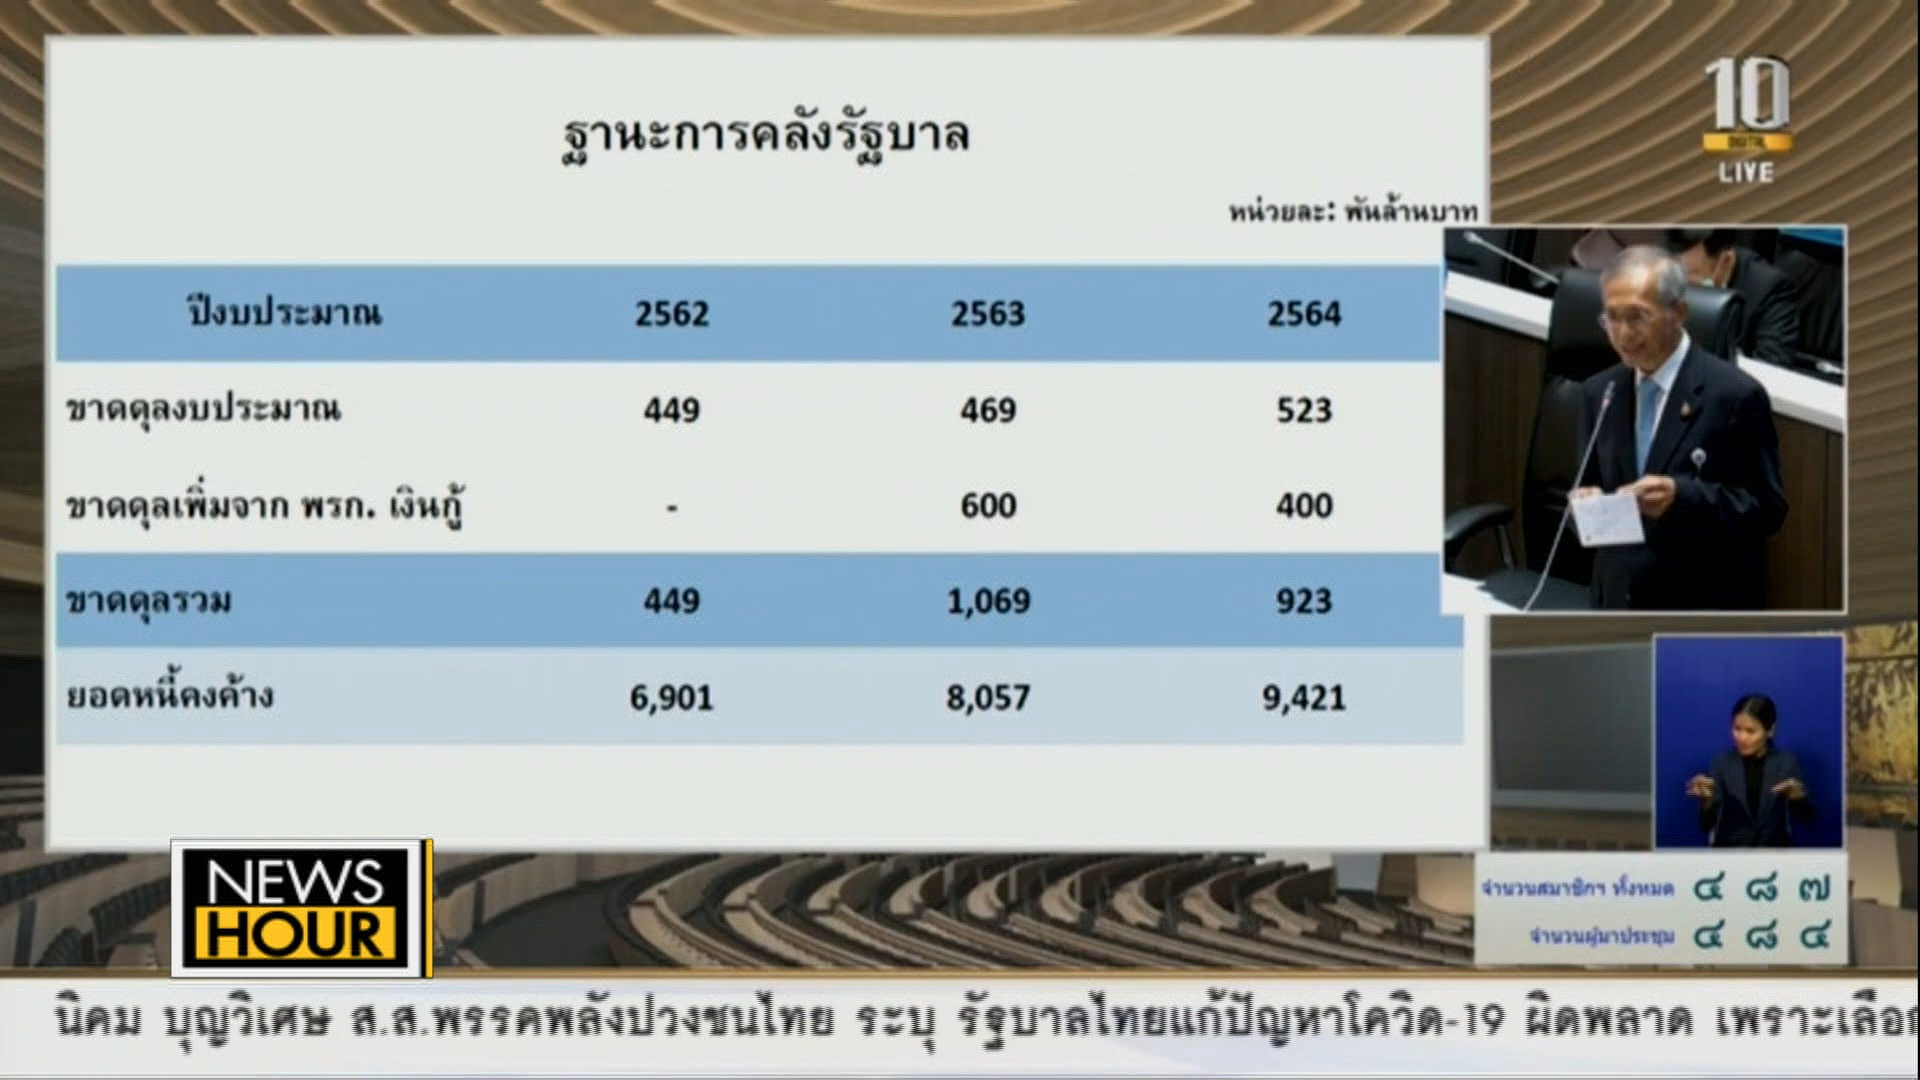 ฐานะการคลังรัฐบาล
หน่วยละ: พันล้านบาท
ปีงบประมาณ 2562 2563 2564
ขาดดุลงบประมาณ 449 469 523
ขาดดุลเพิ่มจาก พรก. เงินกู้ - 600 400
ขาดดุลรวม 449 1,069 923
ยอดหนี้คงค้าง 6,901 8,057 9,421
10
DIGITAL
LIVE
จำนวนสมาชิกฯ ทั้งหมด ๔ ๘ ๗
จำนวนผู้มาประชุม ๔ ๘ ๔
NEWS
HOUR
นิคม บุญวิเศษ ส.ส.พรรคพลังปวงชนไทย ระบุ รัฐบาลไทยแก้ปัญหาโควิด-19 ผิดพลาด เพราะเลือก